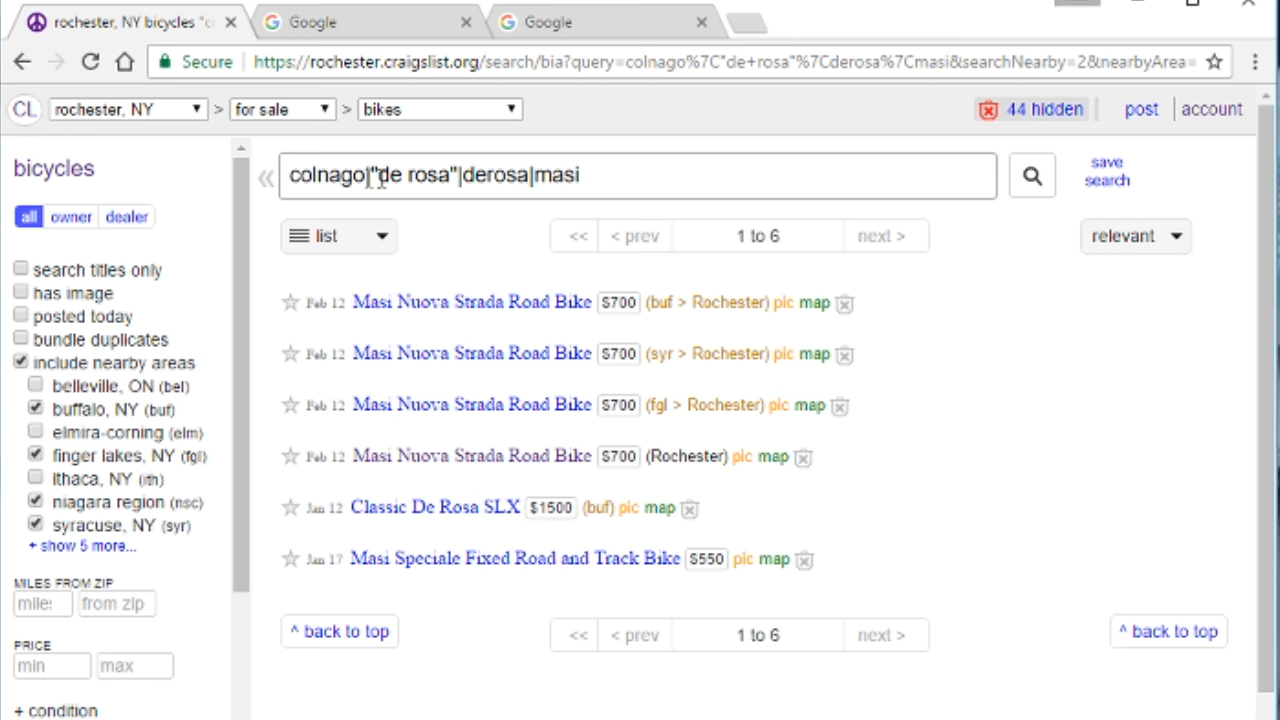 rochester, NY bicycles "c
Google
Google
Secure
https://rochester.craigslist.org/search/bia?query=colnago%7C"de+rosa"%7Cderosa%7Cmasi&searchNearby=2&nearbyArea=
CL rochester, NY > for sale > bikes 44 hidden post account
bicycles
all owner dealer
search titles only
has image
posted today
bundle duplicates
include nearby areas
belleville, ON (bel)
buffalo, NY (buf)
elmira-corning (elm)
finger lakes, NY (fgl)
ithaca, NY (ith)
niagara region (nsc)
syracuse, NY (syr)
+ show 5 more...
MILES FROM ZIP
miles from zip
PRICE
min max
+ condition
« colnago|"de rosa"|derosa|masi
save search
list << < prev 1 to 6 next > relevant
Feb 12 Masi Nuova Strada Road Bike $700 (buf > Rochester) pic map
Feb 12 Masi Nuova Strada Road Bike $700 (syr > Rochester) pic map
Feb 12 Masi Nuova Strada Road Bike $700 (fgl > Rochester) pic map
Feb 12 Masi Nuova Strada Road Bike $700 (Rochester) pic map
Jan 12 Classic De Rosa SLX $1500 (buf) pic map
Jan 17 Masi Speciale Fixed Road and Track Bike $550 pic map
^ back to top << < prev 1 to 6 next > ^ back to top